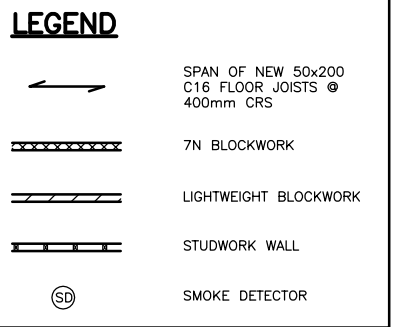 LEGEND
SPAN OF NEW 50x200
C16 FLOOR JOISTS @
400mm CRS
7N BLOCKWORK
LIGHTWEIGHT BLOCKWORK
STUDWORK WALL
SD SMOKE DETECTOR